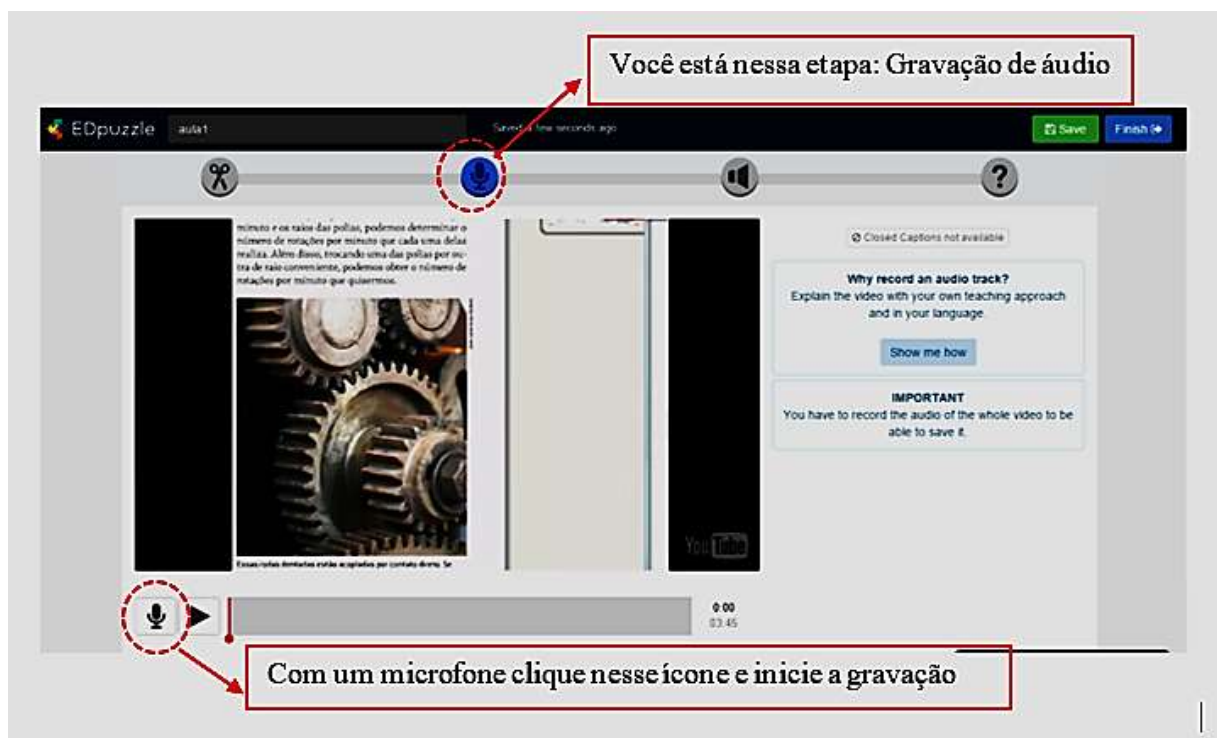 Você está nessa etapa: Gravação de áudio
EDpuzzle aula1 Saved a few seconds ago Save Finish
minuto e os raios das polias, podemos determinar o
número de rotações por minuto que cada uma delas
realiza. Além disso, trocando uma das polias por ou-
tra de raio conveniente, podemos obter o número de
rotações por minuto que quisermos.
Essas rodas dentadas estão acopladas por contato direto. Se
YouTube
Closed Captions not available
Why record an audio track?
Explain the video with your own teaching approach
and in your language.
Show me how
IMPORTANT
You have to record the audio of the whole video to be
able to save it.
0:00
03:45
Com um microfone clique nesse ícone e inicie a gravação